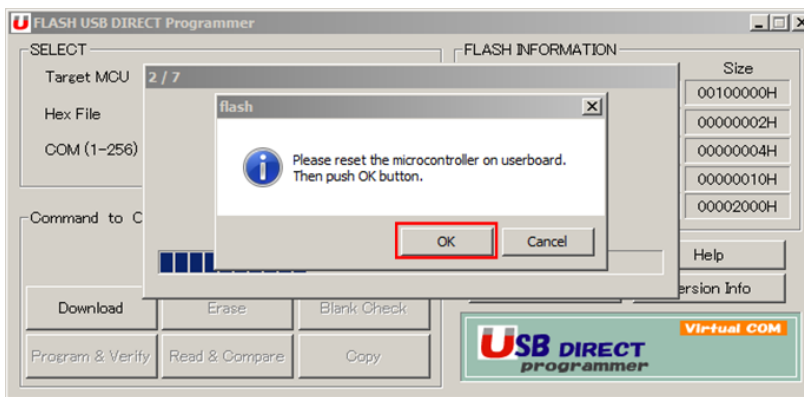 FLASH USB DIRECT Programmer
SELECT
Target MCU
Hex File
COM (1-256)
2 / 7
flash
Please reset the microcontroller on userboard.
Then push OK button.
OK
Cancel
FLASH INFORMATION
Size
00100000H
00000002H
00000004H
00000010H
00002000H
Command to
Download
Erase
Blank Check
Program & Verify
Read & Compare
Copy
Help
Info
Virtual COM
USB DIRECT
programmer